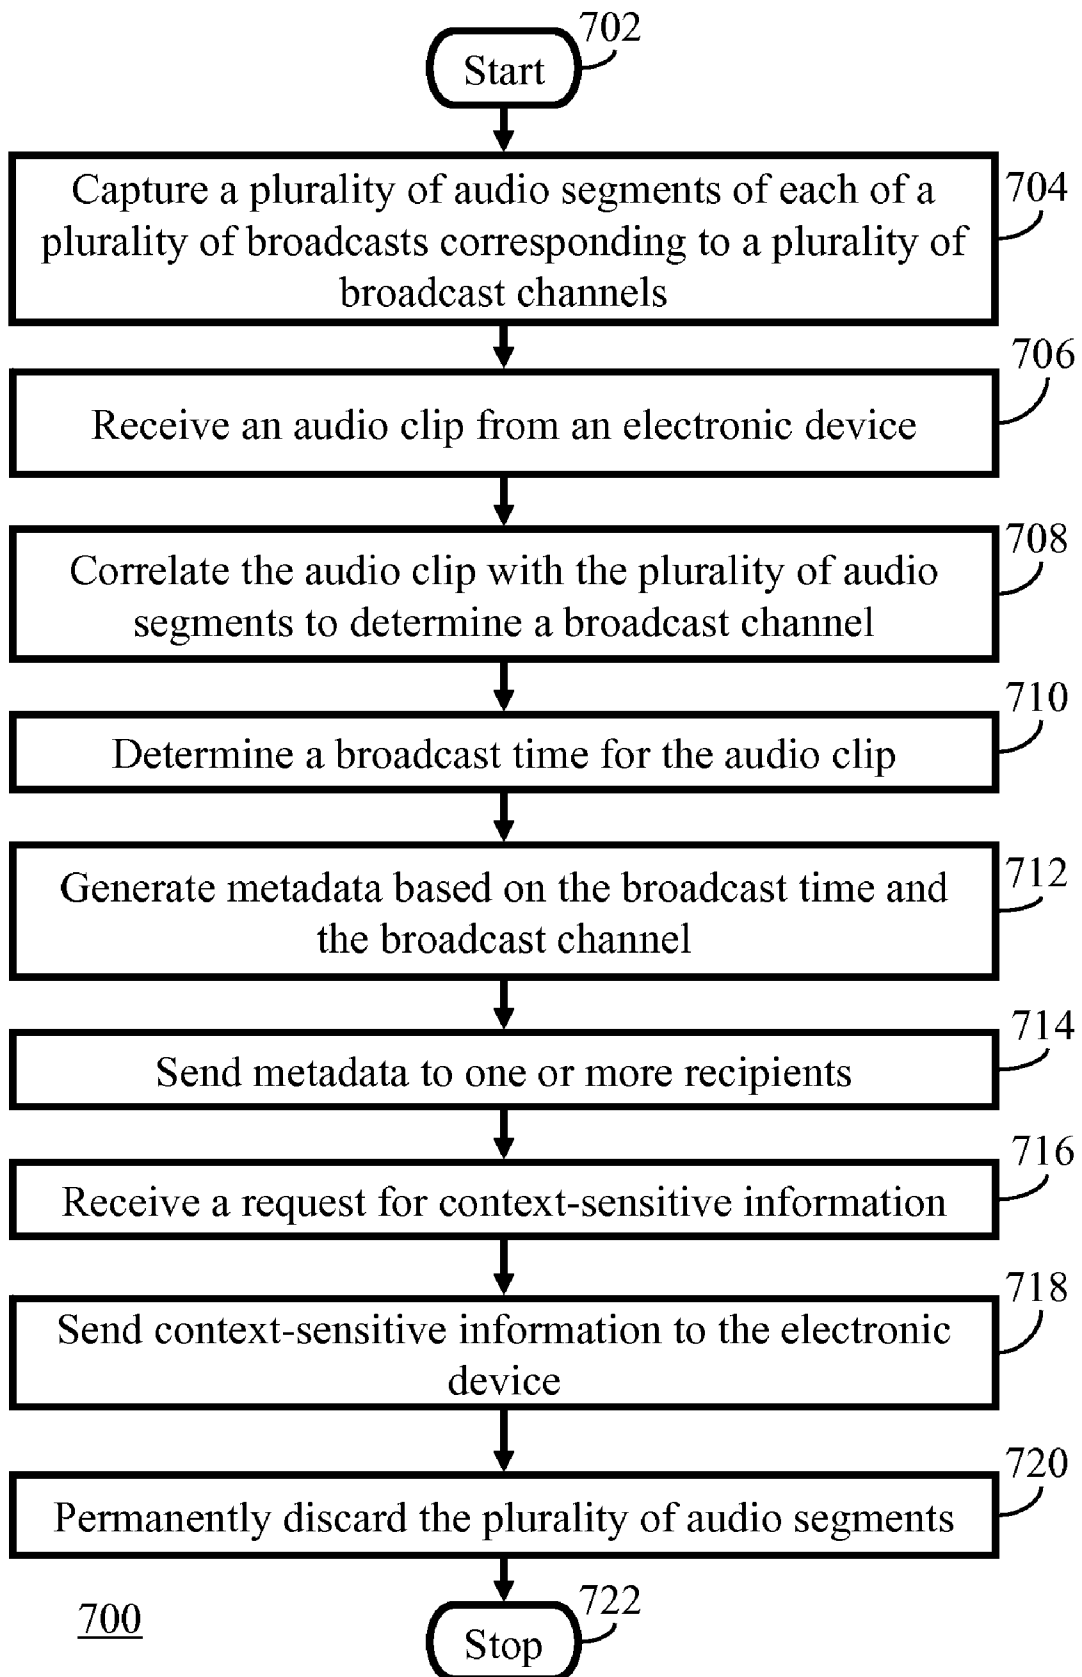 702
Start
704
Capture a plurality of audio segments of each of a
plurality of broadcasts corresponding to a plurality of
broadcast channels
706
Receive an audio clip from an electronic device
708
Correlate the audio clip with the plurality of audio
segments to determine a broadcast channel
710
Determine a broadcast time for the audio clip
712
Generate metadata based on the broadcast time and
the broadcast channel
714
Send metadata to one or more recipients
716
Receive a request for context-sensitive information
718
Send context-sensitive information to the electronic
device
720
Permanently discard the plurality of audio segments
722
700
Stop